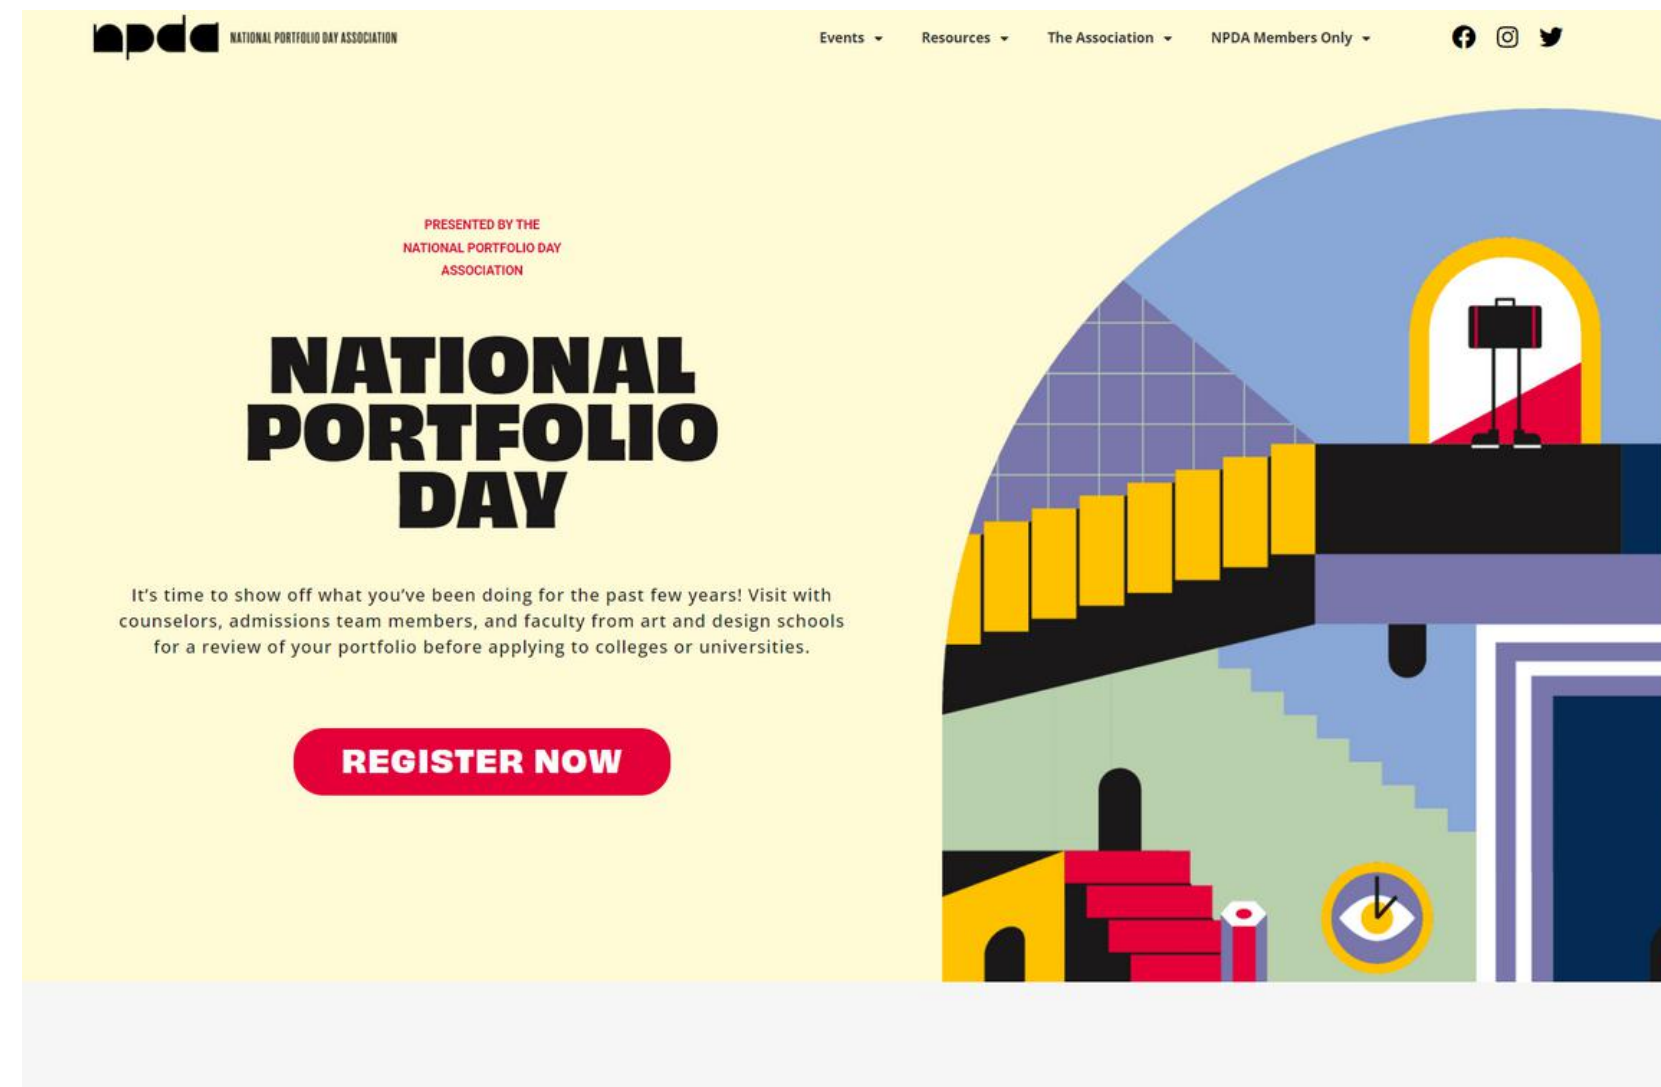 npda NATIONAL PORTFOLIO DAY ASSOCIATION
Events Resources The Association NPDA Members Only
PRESENTED BY THE
NATIONAL PORTFOLIO DAY
ASSOCIATION
NATIONAL
PORTFOLIO
DAY
It's time to show off what you've been doing for the past few years! Visit with
counselors, admissions team members, and faculty from art and design schools
for a review of your portfolio before applying to colleges or universities.
REGISTER NOW